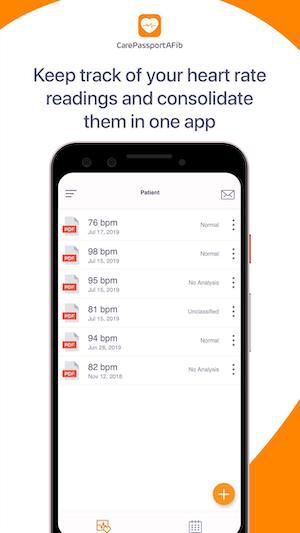 CarePassportAFib
Keep track of your heart rate
readings and consolidate
them in one app
Patient
PDF
76 bpm
Jul 17, 2019
Normal
PDF
98 bpm
Jul 15, 2019
Normal
PDF
95 bpm
Jul 15, 2019
No Analysis
PDF
81 bpm
Jul 15, 2019
Unclassified
PDF
94 bpm
Jun 28, 2019
Normal
PDF
82 bpm
Nov 12, 2018
No Analysis